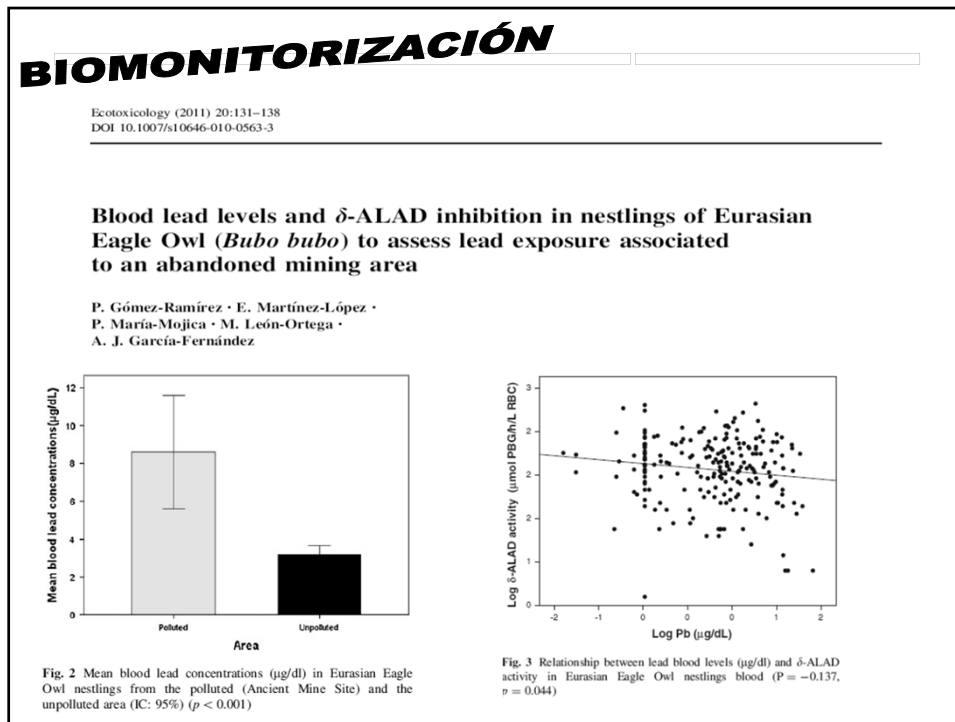 BIOMONITORIZACIÓN
Ecotoxicology (2011) 20:131–138
DOI 10.1007/s10646-010-0563-3
Blood lead levels and δ-ALAD inhibition in nestlings of Eurasian
Eagle Owl (Bubo bubo) to assess lead exposure associated
to an abandoned mining area
P. Gómez-Ramírez · E. Martínez-López ·
P. María-Mojica · M. León-Ortega ·
A. J. García-Fernández
Mean blood lead concentrations(µg/dL)
12
10
8
6
4
2
0
Polluted Unpolluted
Area
Fig. 2 Mean blood lead concentrations (µg/dl) in Eurasian Eagle
Owl nestlings from the polluted (Ancient Mine Site) and the
unpolluted area (IC: 95%) (p < 0.001)
Log δ-ALAD activity (µmol PBG/h/L RBC)
3
2
2
2
1
0
-2 -1 0 0 0 1 2
Log Pb (µg/dL)
Fig. 3 Relationship between lead blood levels (µg/dl) and δ-ALAD
activity in Eurasian Eagle Owl nestlings blood (P = −0.137,
p = 0.044)